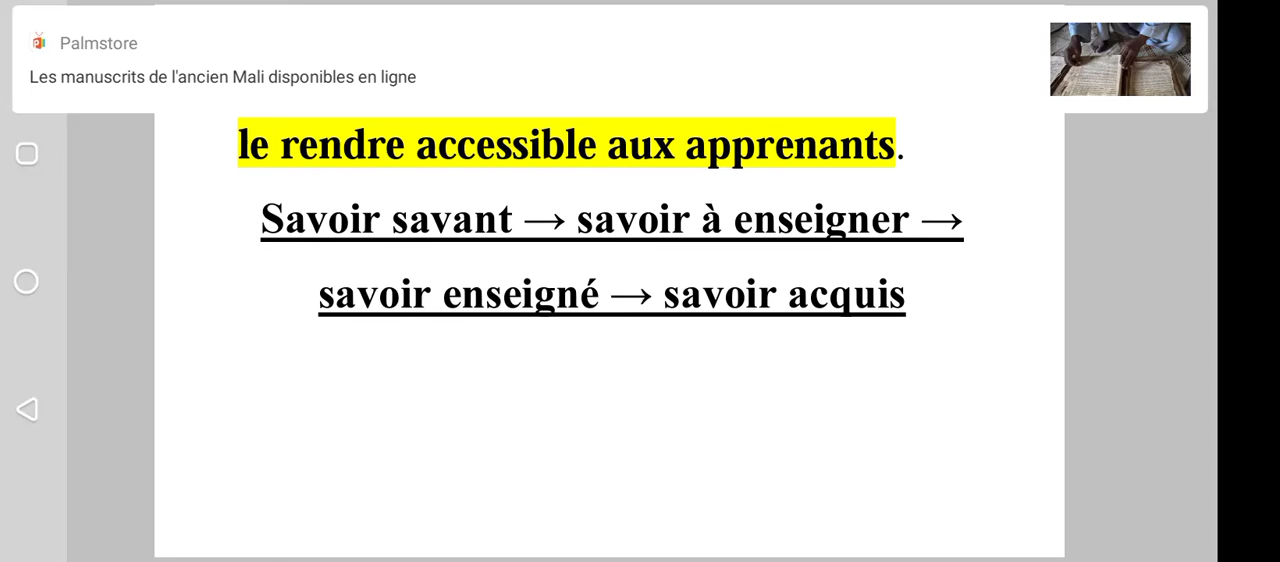 Palmstore
Les manuscrits de l'ancien Mali disponibles en ligne
le rendre accessible aux apprenants.
Savoir savant → savoir à enseigner →
savoir enseigné → savoir acquis